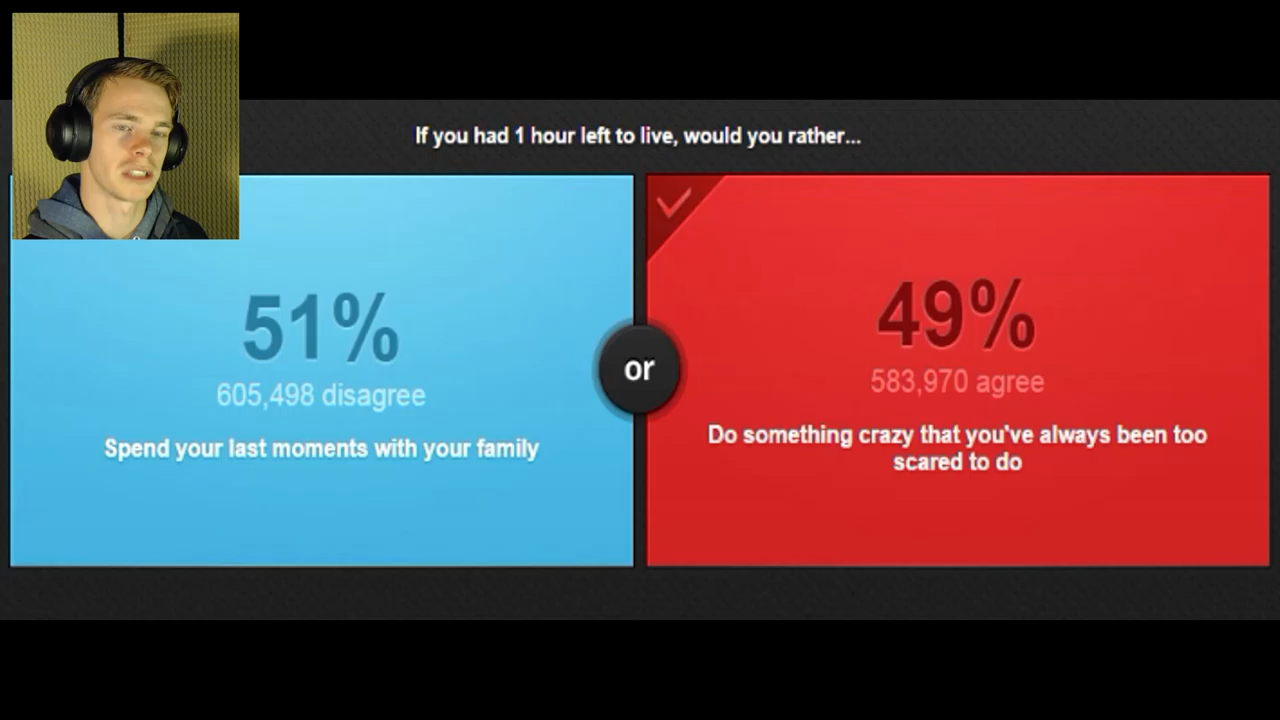 If you had 1 hour left to live, would you rather...
51%
605,498 disagree
Spend your last moments with your family
or
49%
583,970 agree
Do something crazy that you've always been too
scared to do